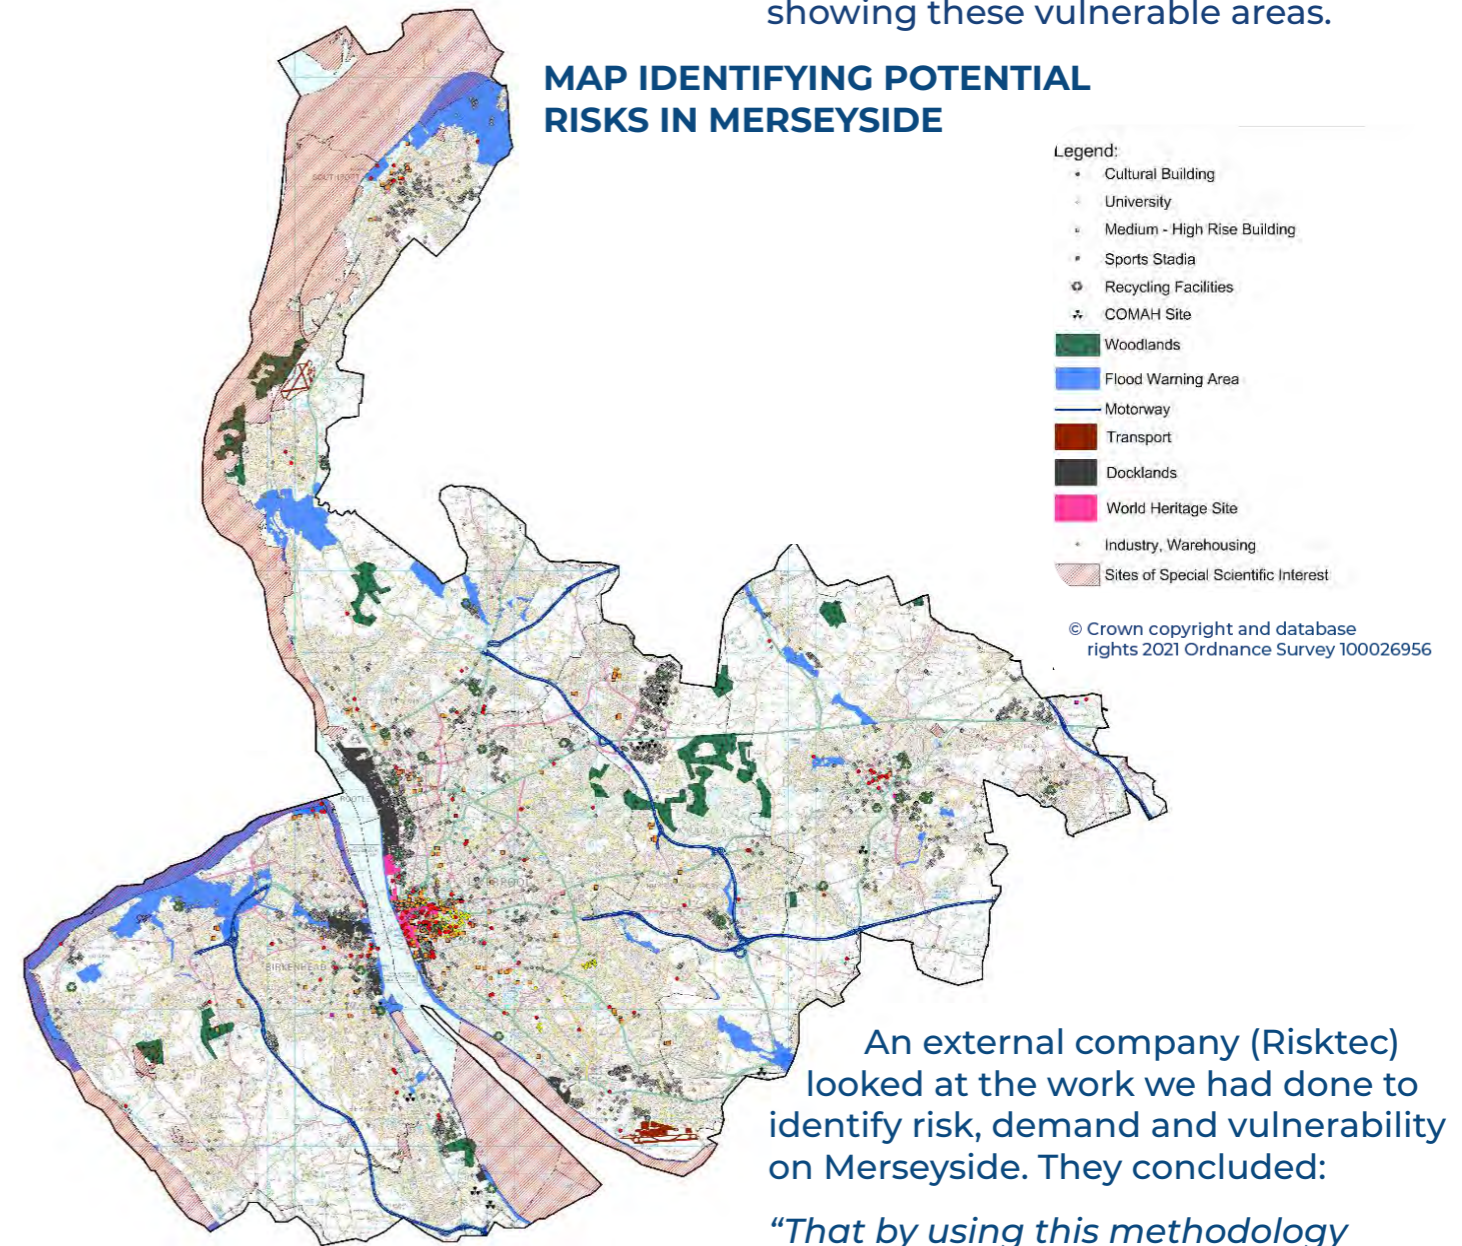 showing these vulnerable areas.
MAP IDENTIFYING POTENTIAL
RISKS IN MERSEYSIDE
Legend:
Cultural Building
University
Medium - High Rise Building
Sports Stadia
Recycling Facilities
COMAH Site
Woodlands
Flood Warning Area
Motorway
Transport
Docklands
World Heritage Site
Industry, Warehousing
Sites of Special Scientific Interest
© Crown copyright and database
rights 2021 Ordnance Survey 100026956
SOUTHPORT
BOOTLE
LIVERPOOL
BIRKENHEAD
An external company (Risktec)
looked at the work we had done to
identify risk, demand and vulnerability
on Merseyside. They concluded:
“That by using this methodology